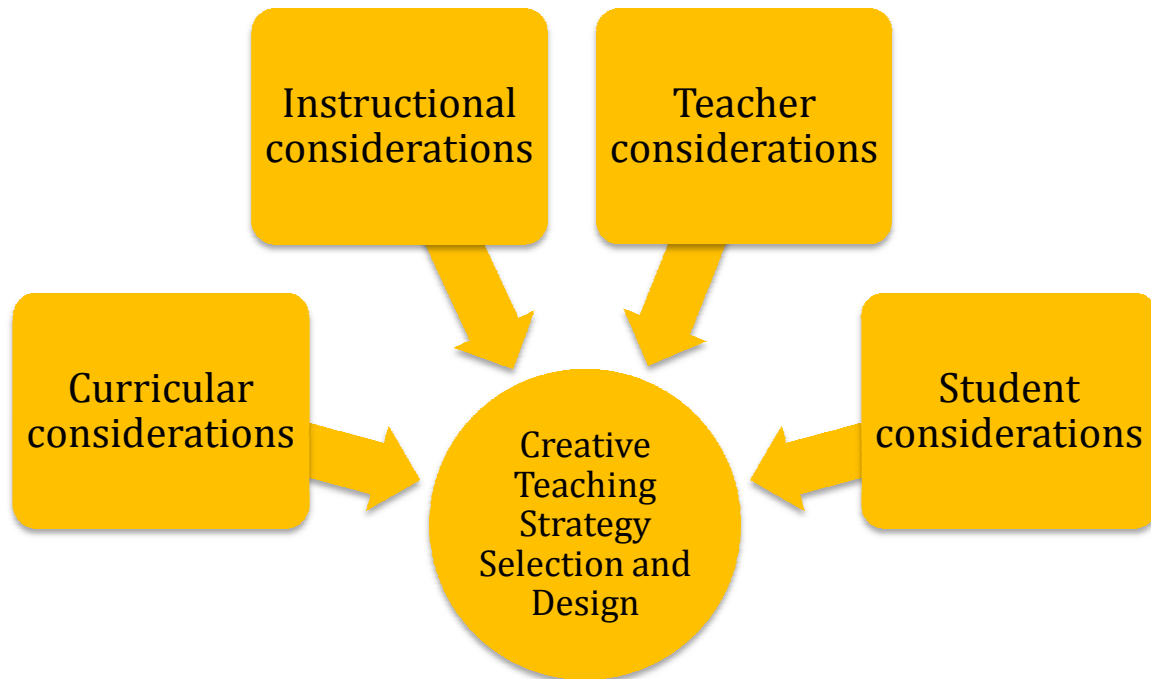 Instructional
considerations
Teacher
considerations
Curricular
considerations
Student
considerations
Creative
Teaching
Strategy
Selection and
Design